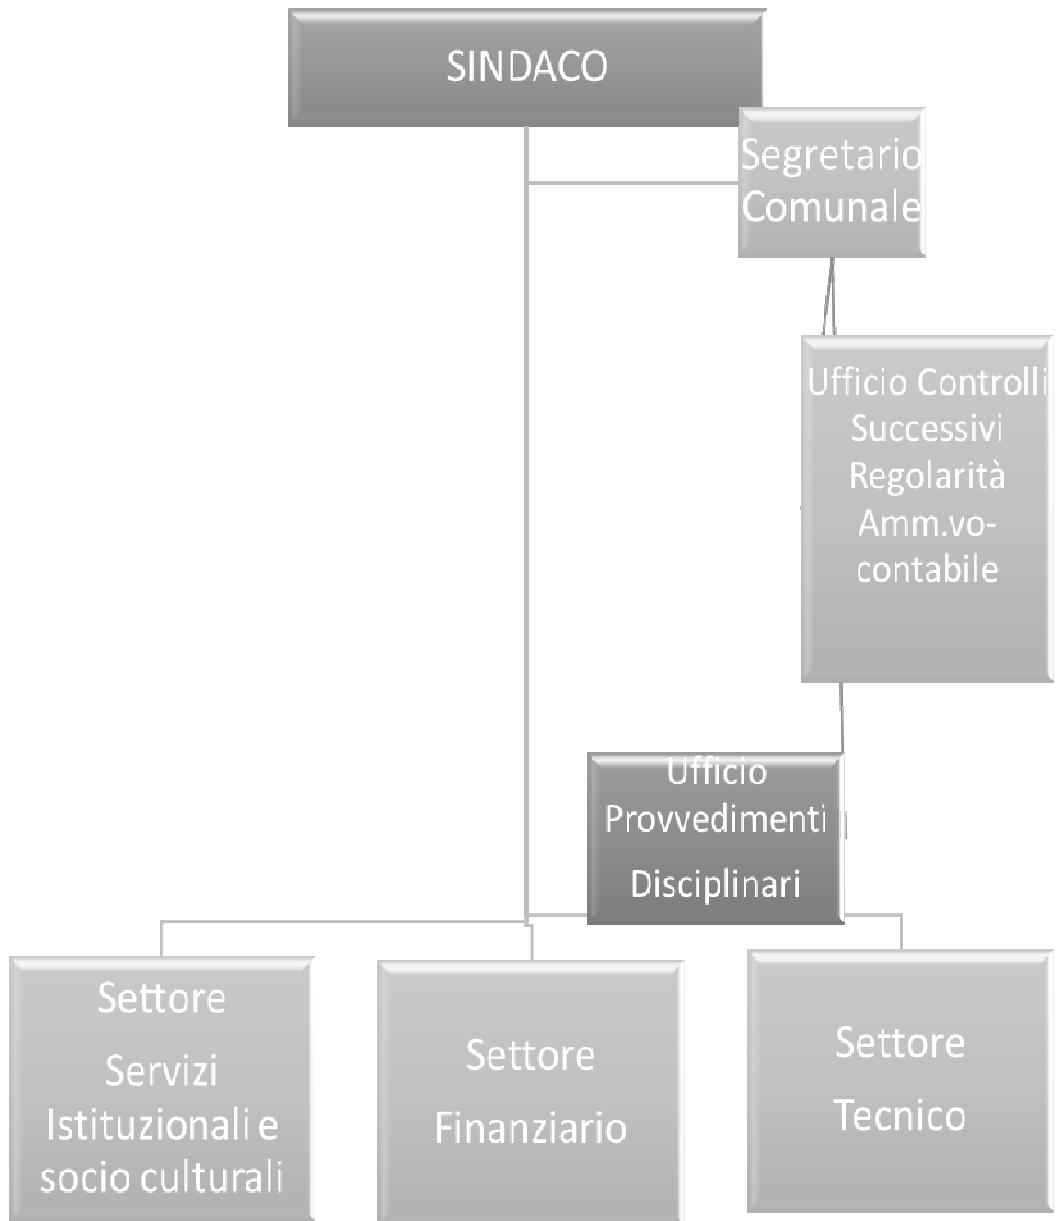 SINDACO
Segretario
Comunale
Ufficio Controlli
Successivi
Regolarità
Amm.vo-
contabile
Ufficio
Provvedimenti
Disciplinari
Settore
Servizi
Istituzionali e
socio culturali
Settore
Finanziario
Settore
Tecnico